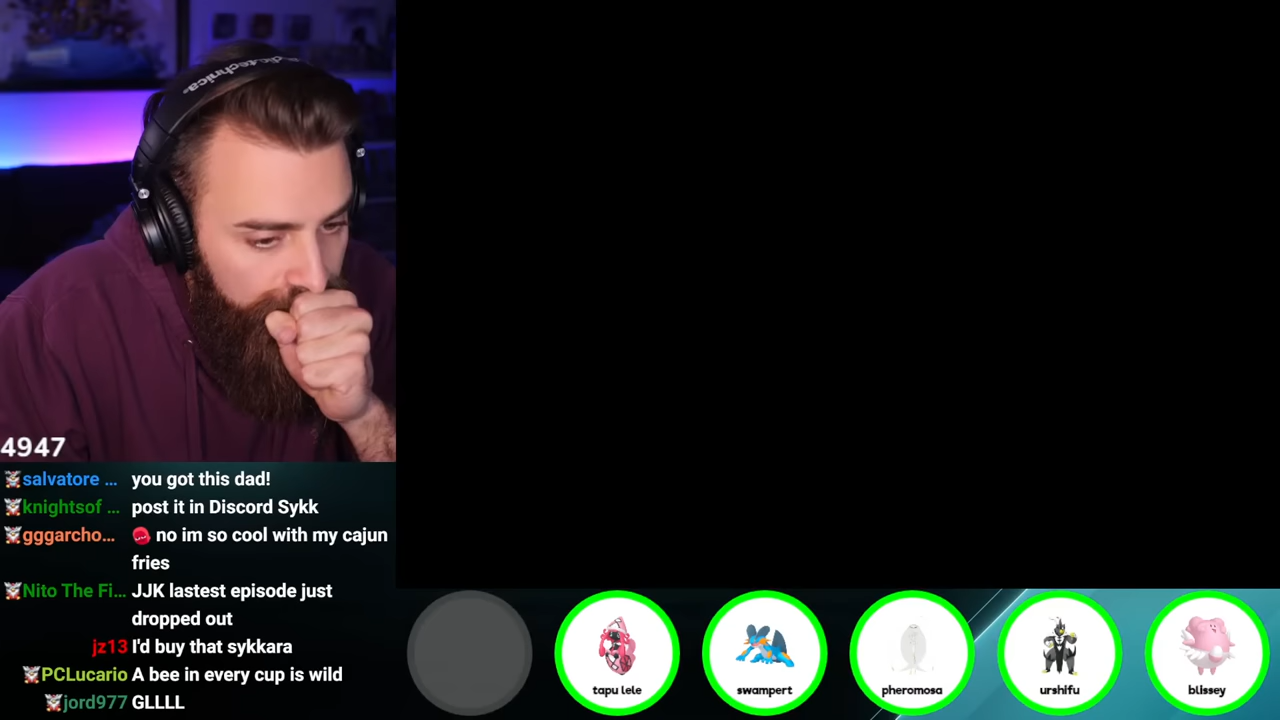 audio-technica
4947
salvatore ... you got this dad!
knightsof ... post it in Discord Sykk
gggarcho... no im so cool with my cajun
fries
Nito The Fi... JJK lastest episode just
dropped out
jz13 I'd buy that sykkara
PCLucario A bee in every cup is wild
jord977 GLLLL
tapu lele
swampert
pheromosa
urshifu
blissey